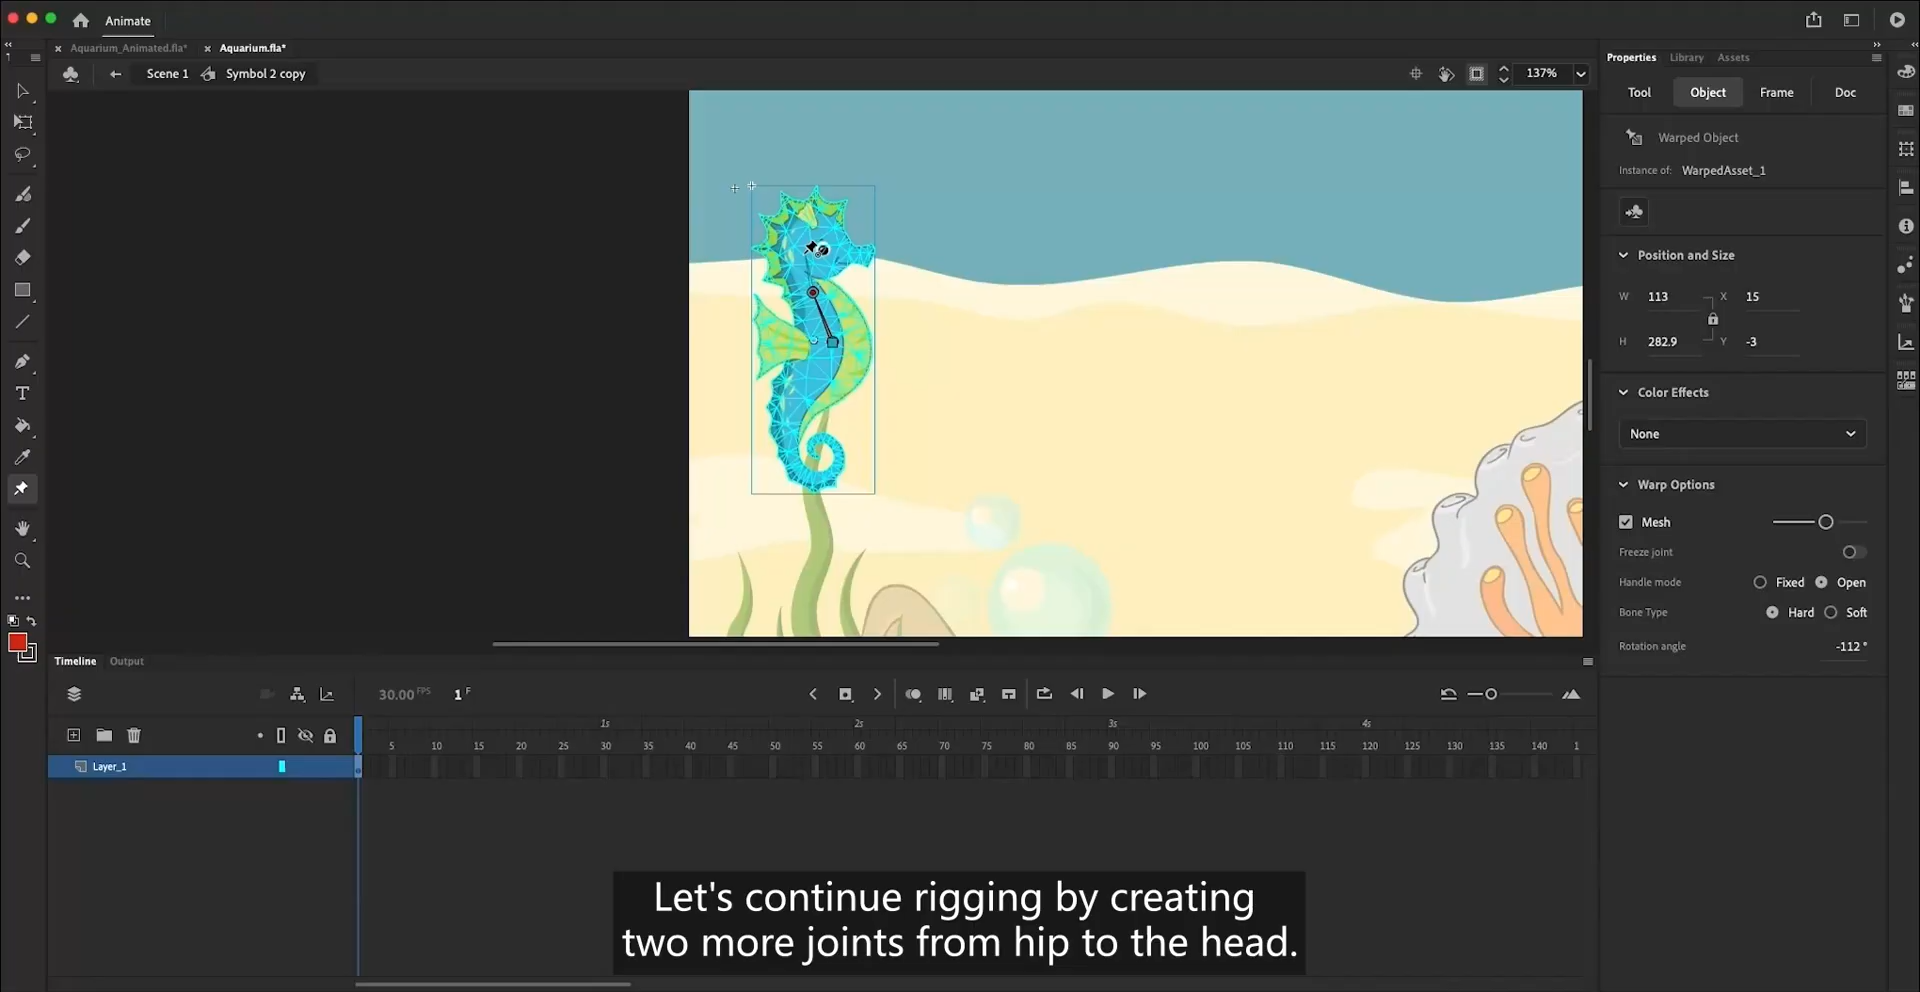 Animate
Aquarium_Animated.fla*
Aquarium.fla*
Scene 1
Symbol 2 copy
137%
Properties
Library
Assets
Tool
Object
Frame
Doc
Warped Object
Instance of:
WarpedAsset_1
Position and Size
W 113 X 15
H 282.9 Y -3
Color Effects
None
Warp Options
Mesh
Freeze joint
Handle mode
Fixed
Open
Bone Type
Hard
Soft
Rotation angle
-112°
Timeline
Output
30.00 FPS
1 F
1s 2s 3s 4s
5 10 15 20 25 30 35 40 45 50 55 60 65 70 75 80 85 90 95 100 105 110 115 120 125 130 135 140 1
Layer_1
Let's continue rigging by creating
two more joints from hip to the head.